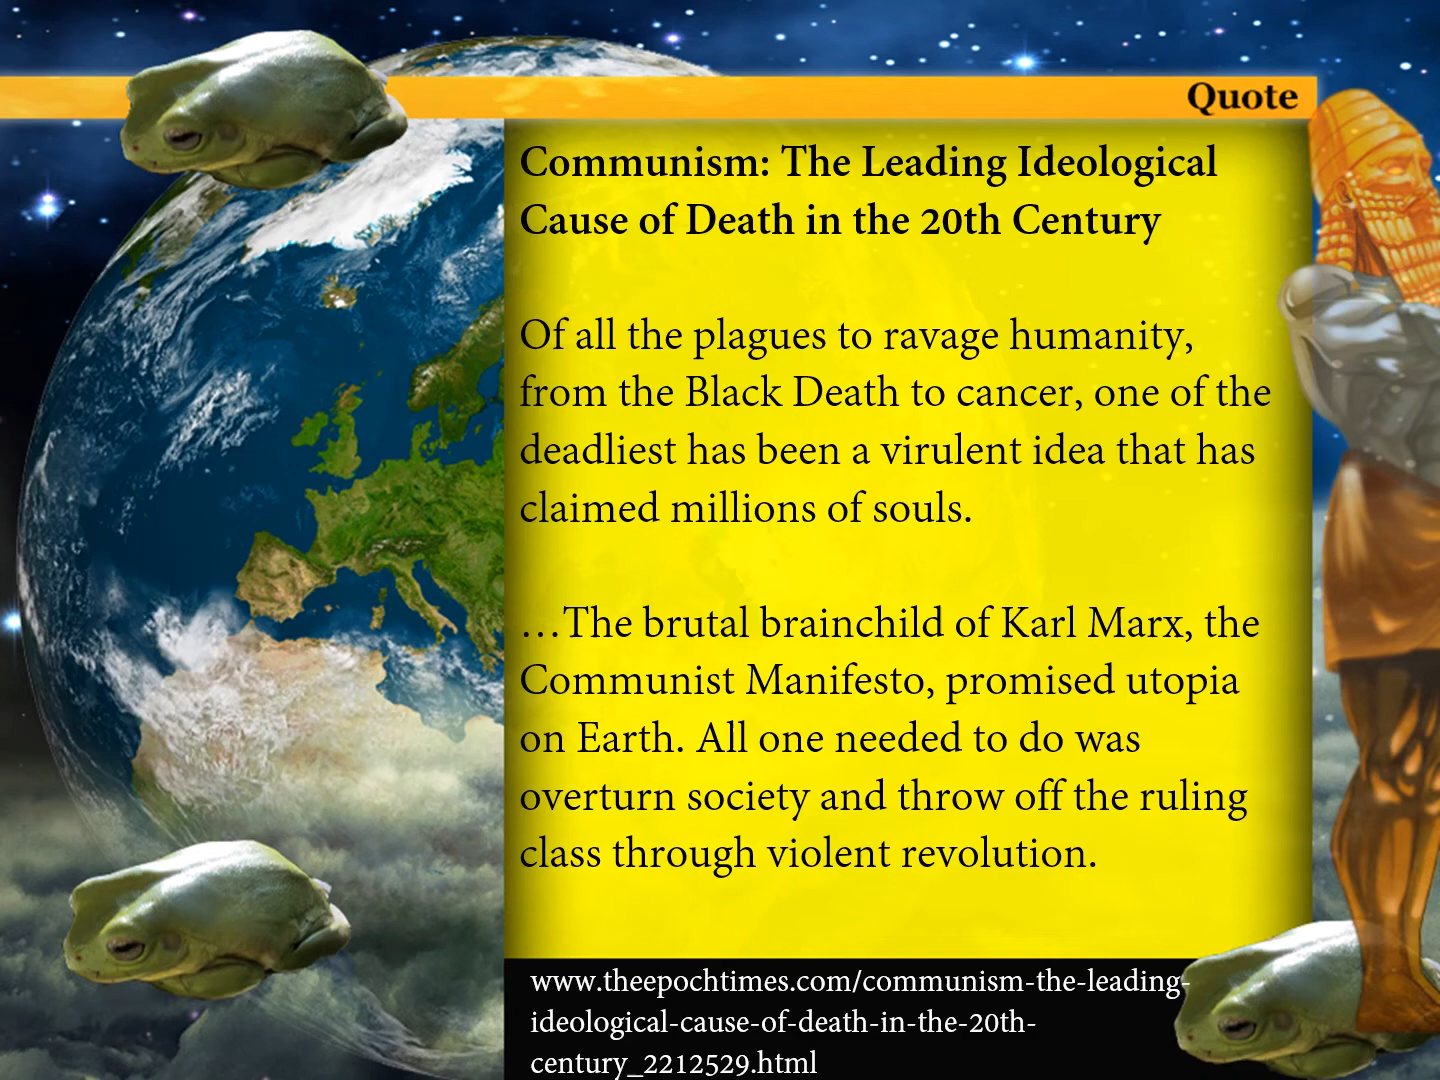 Quote
Communism: The Leading Ideological
Cause of Death in the 20th Century
Of all the plagues to ravage humanity,
from the Black Death to cancer, one of the
deadliest has been a virulent idea that has
claimed millions of souls.
…The brutal brainchild of Karl Marx, the
Communist Manifesto, promised utopia
on Earth. All one needed to do was
overturn society and throw off the ruling
class through violent revolution.
www.theepochtimes.com/communism-the-leading-
ideological-cause-of-death-in-the-20th-
century_2212529.html